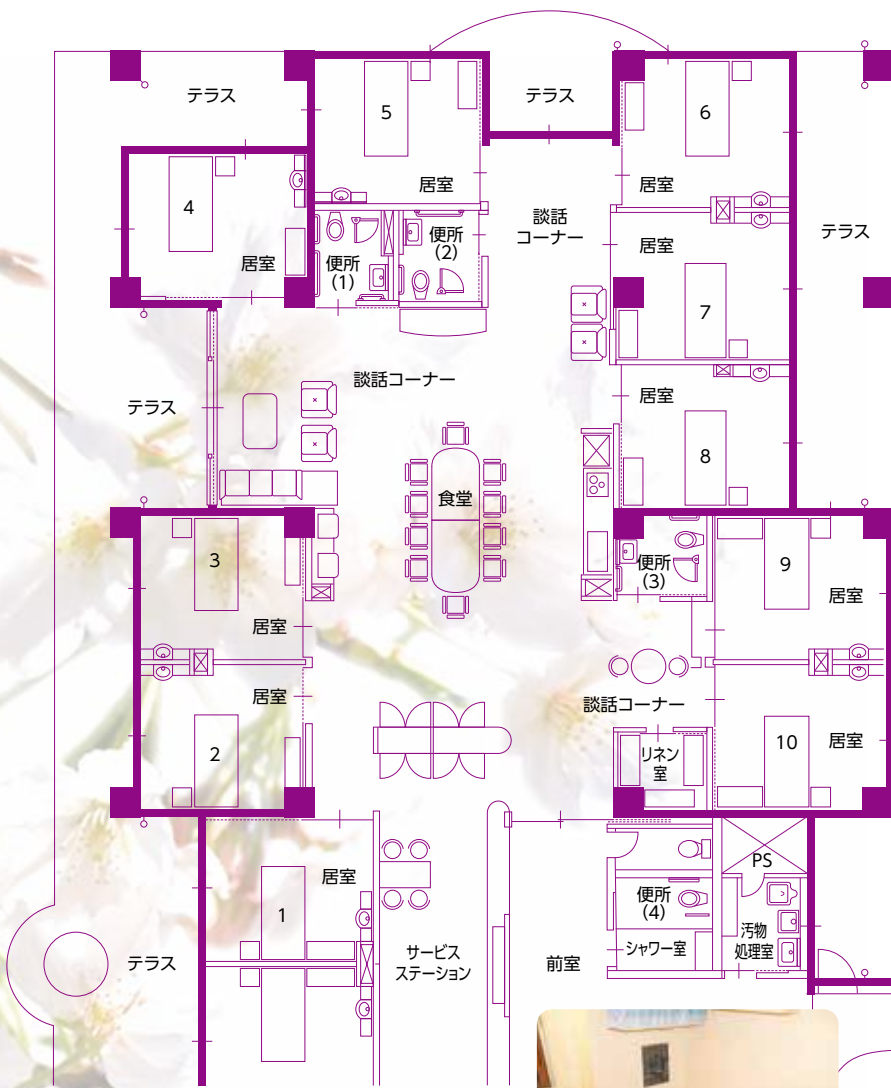 テラス
5
テラス
6
居室
居室
4
居室
便所
(1)
便所
(2)
談話
コーナー
居室
テラス
7
談話コーナー
テラス
居室
8
食堂
3
居室
便所
(3)
9
居室
居室
2
談話コーナー
リネン
室
10
居室
居室
1
PS
便所
(4)
シャワー室
汚物
処理室
テラス
サービス
ステーション
前室